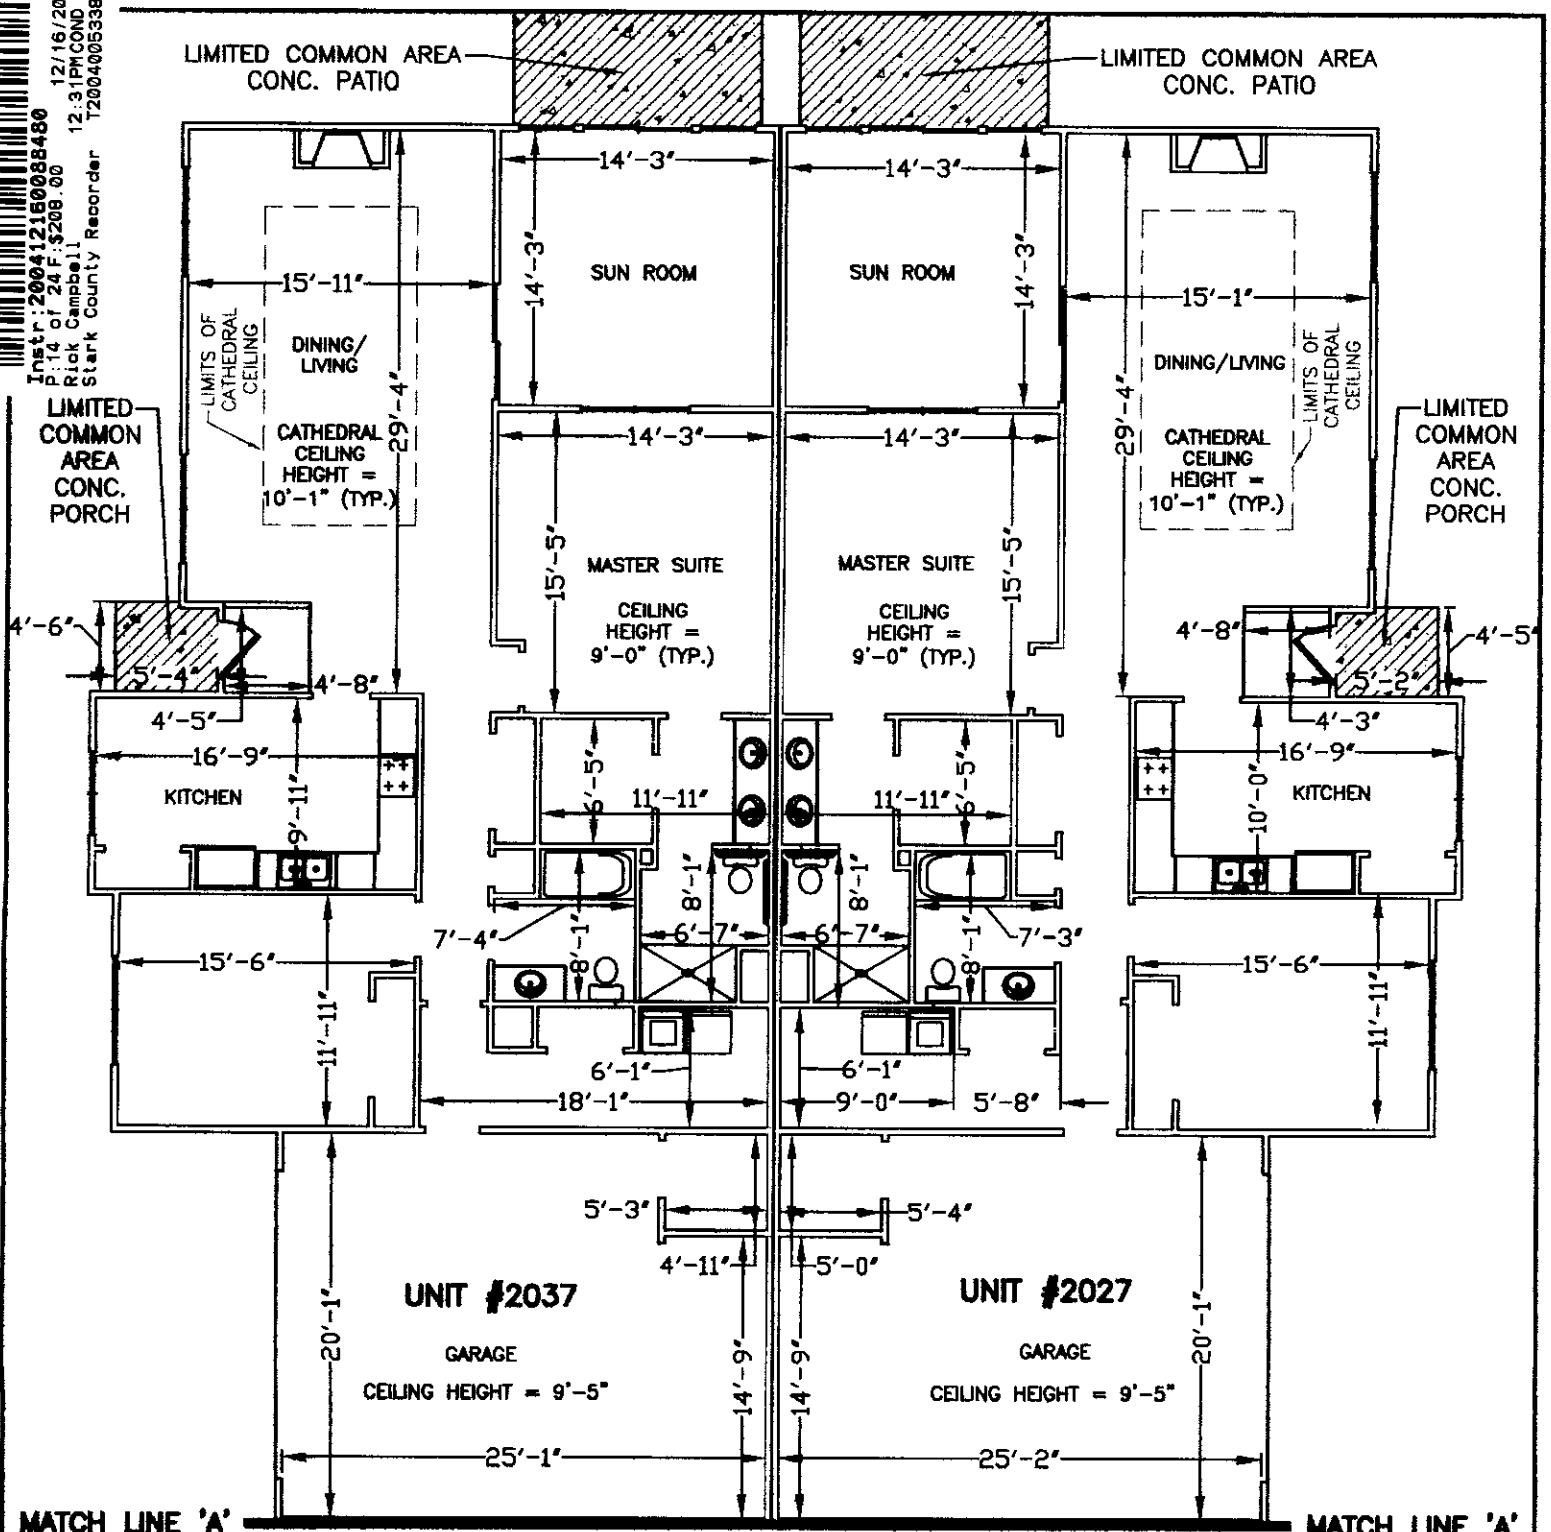 Instr:200412160088480
P:14 of 24 F:$208.00 12/16/20
Rick Campbell 12:31PM COND
Stark County Recorder T200400538
LIMITED COMMON AREA
CONC. PATIO
LIMITED COMMON AREA
CONC. PATIO
14'-3"
14'-3"
14'-3"
14'-3"
SUN ROOM
SUN ROOM
15'-11"
15'-1"
LIMITS OF
CATHEDRAL
CEILING
DINING/
LIVING
DINING/LIVING
LIMITS OF
CATHEDRAL
CEILING
29'-4"
29'-4"
LIMITED
COMMON
AREA
CONC.
PORCH
CATHEDRAL
CEILING
HEIGHT =
10'-1" (TYP.)
14'-3"
14'-3"
CATHEDRAL
CEILING
HEIGHT =
10'-1" (TYP.)
LIMITED
COMMON
AREA
CONC.
PORCH
15'-5"
15'-5"
MASTER SUITE
CEILING
HEIGHT =
9'-0" (TYP.)
MASTER SUITE
CEILING
HEIGHT =
9'-0" (TYP.)
4'-6"
5'-4"
4'-8"
4'-5"
4'-8"
4'-5"
5'-2"
4'-3"
16'-9"
KITCHEN
9'-11"
6'-5"
11'-11"
11'-11"
6'-5"
16'-9"
KITCHEN
10'-0"
8'-1"
8'-1"
7'-4"
8'-1"
6'-7"
6'-7"
8'-1"
7'-3"
15'-6"
11'-11"
15'-6"
11'-11"
6'-1"
6'-1"
18'-1"
9'-0"
5'-8"
5'-3"
5'-4"
4'-11"
5'-0"
UNIT #2037
UNIT #2027
20'-1"
GARAGE
CEILING HEIGHT = 9'-5"
14'-9"
14'-9"
GARAGE
CEILING HEIGHT = 9'-5"
20'-1"
25'-1"
25'-2"
MATCH LINE 'A'
MATCH LINE 'A'